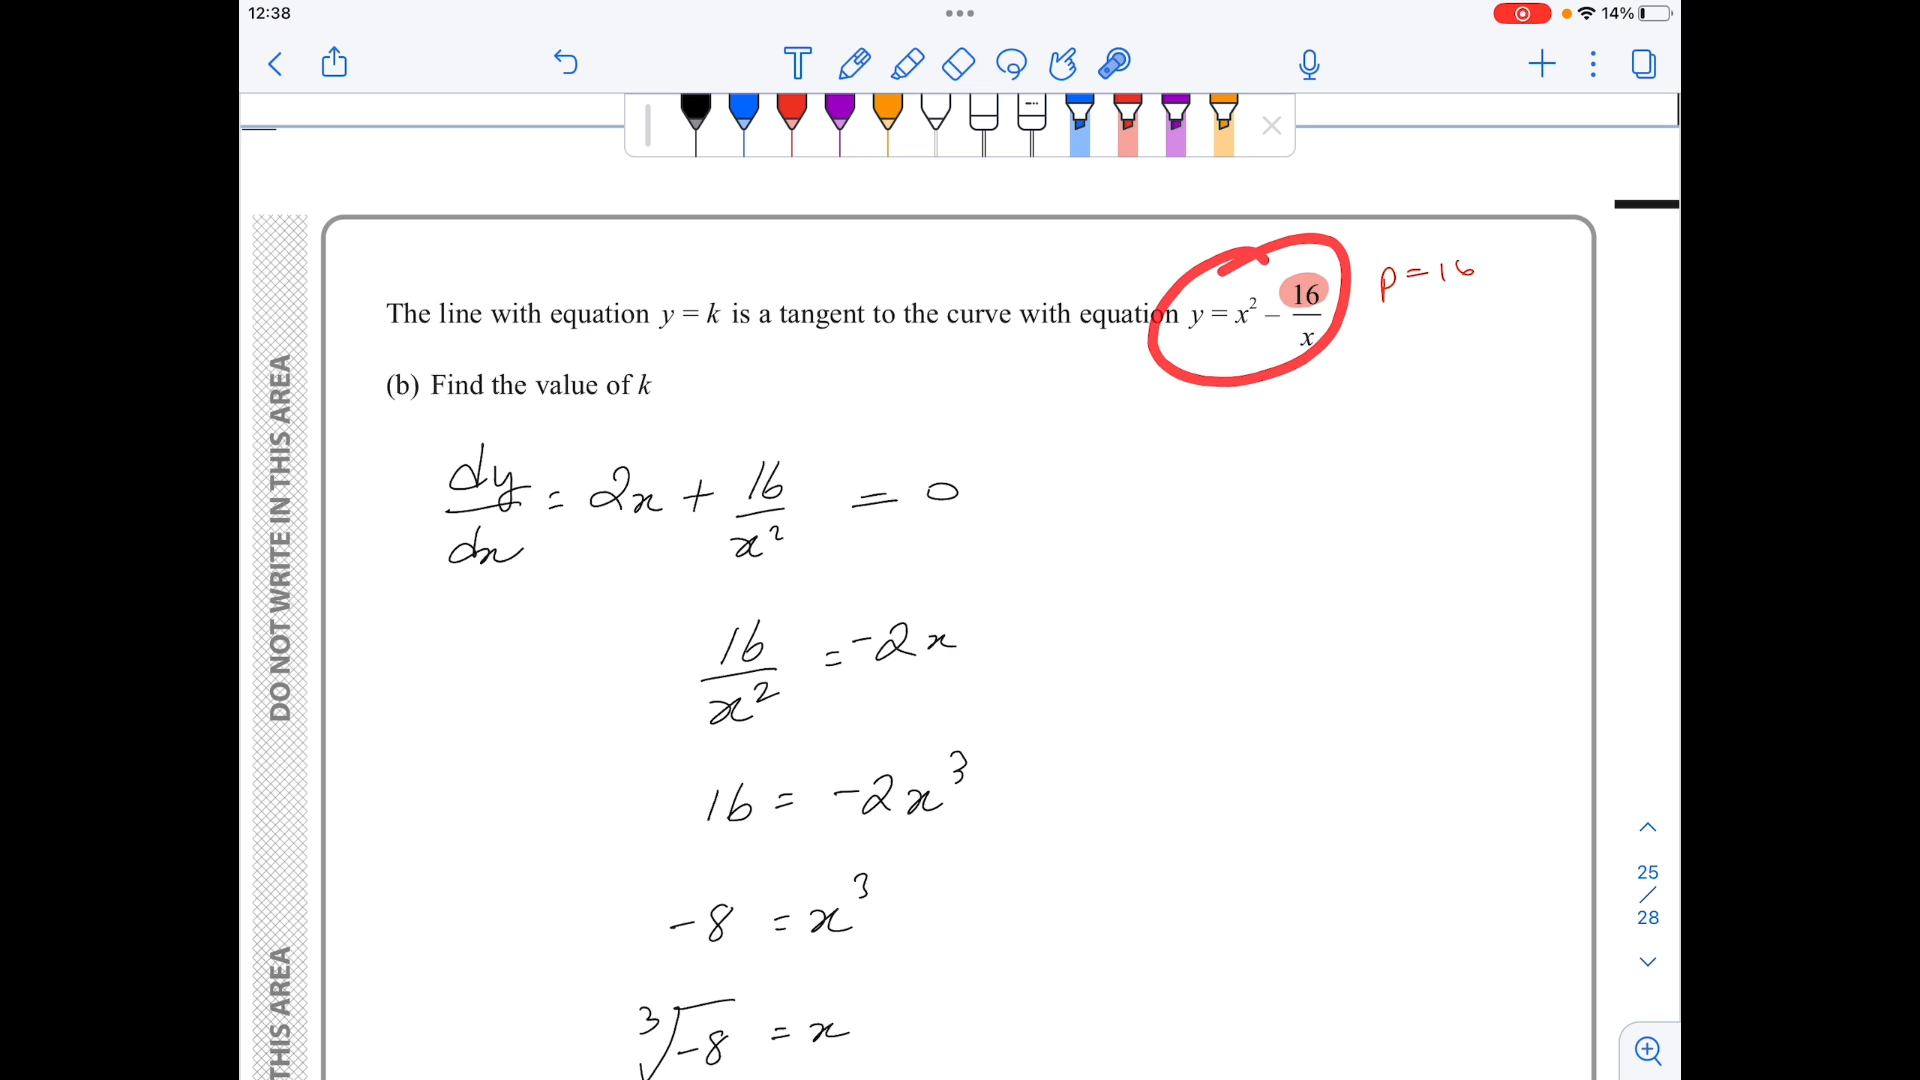 12:38
14%
The line with equation y = k is a tangent to the curve with equation y = x² – 16/x
p = 16
(b) Find the value of k
dy/dx = 2x + 16/x² = 0
16/x² = -2x
16 = -2x³
-8 = x³
³√-8 = x
DO NOT WRITE IN THIS AREA
THIS AREA
25
/
28